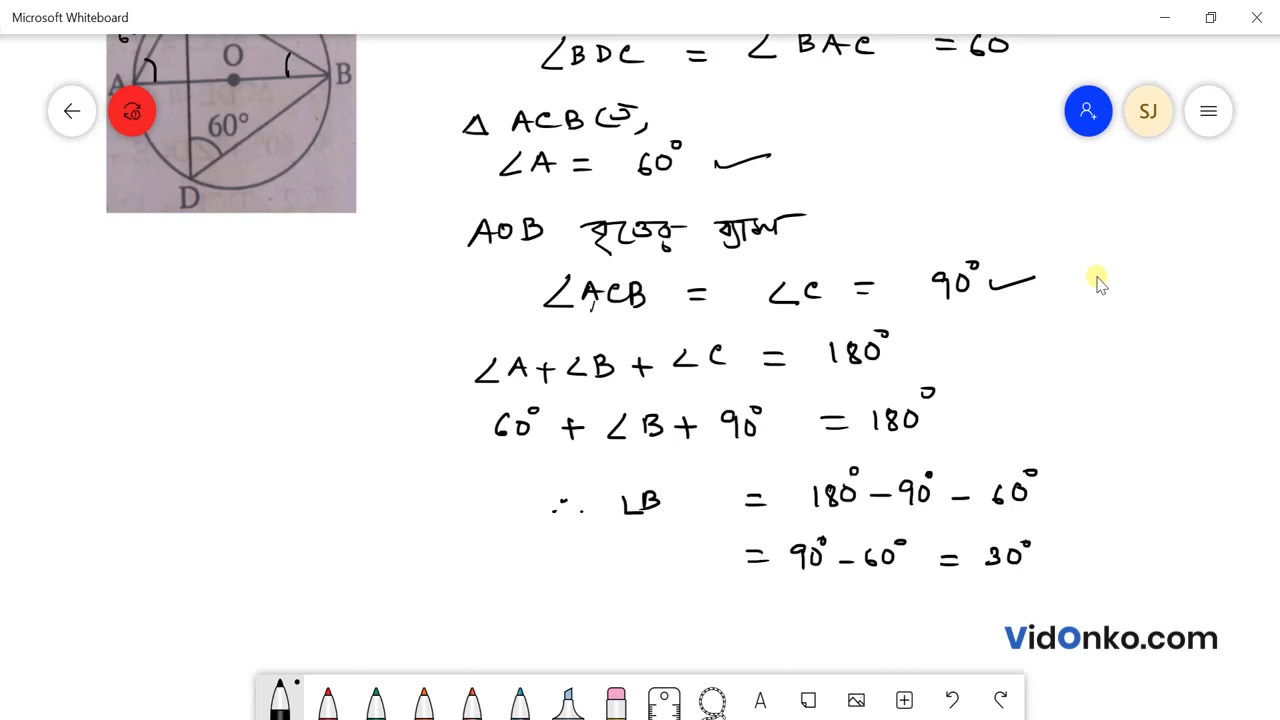 Microsoft Whiteboard
O
A
B
60°
D
∠BDC = ∠BAC = 60
Δ ACB তে,
∠A = 60°
AOB বৃত্তের ব্যাস
∠ACB = ∠C = 90°
∠A + ∠B + ∠C = 180°
60° + ∠B + 90° = 180°
∴ ∠B = 180° - 90° - 60°
= 90° - 60° = 30°
SJ
VidOnko.com
A